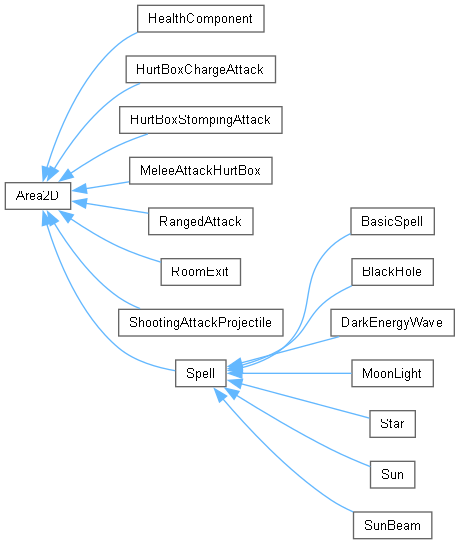 HealthComponent
HurtBoxChargeAttack
HurtBoxStompingAttack
MeleeAttackHurtBox
Area2D
RangedAttack
BasicSpell
RoomExit
BlackHole
ShootingAttackProjectile
DarkEnergyWave
Spell
MoonLight
Star
Sun
SunBeam